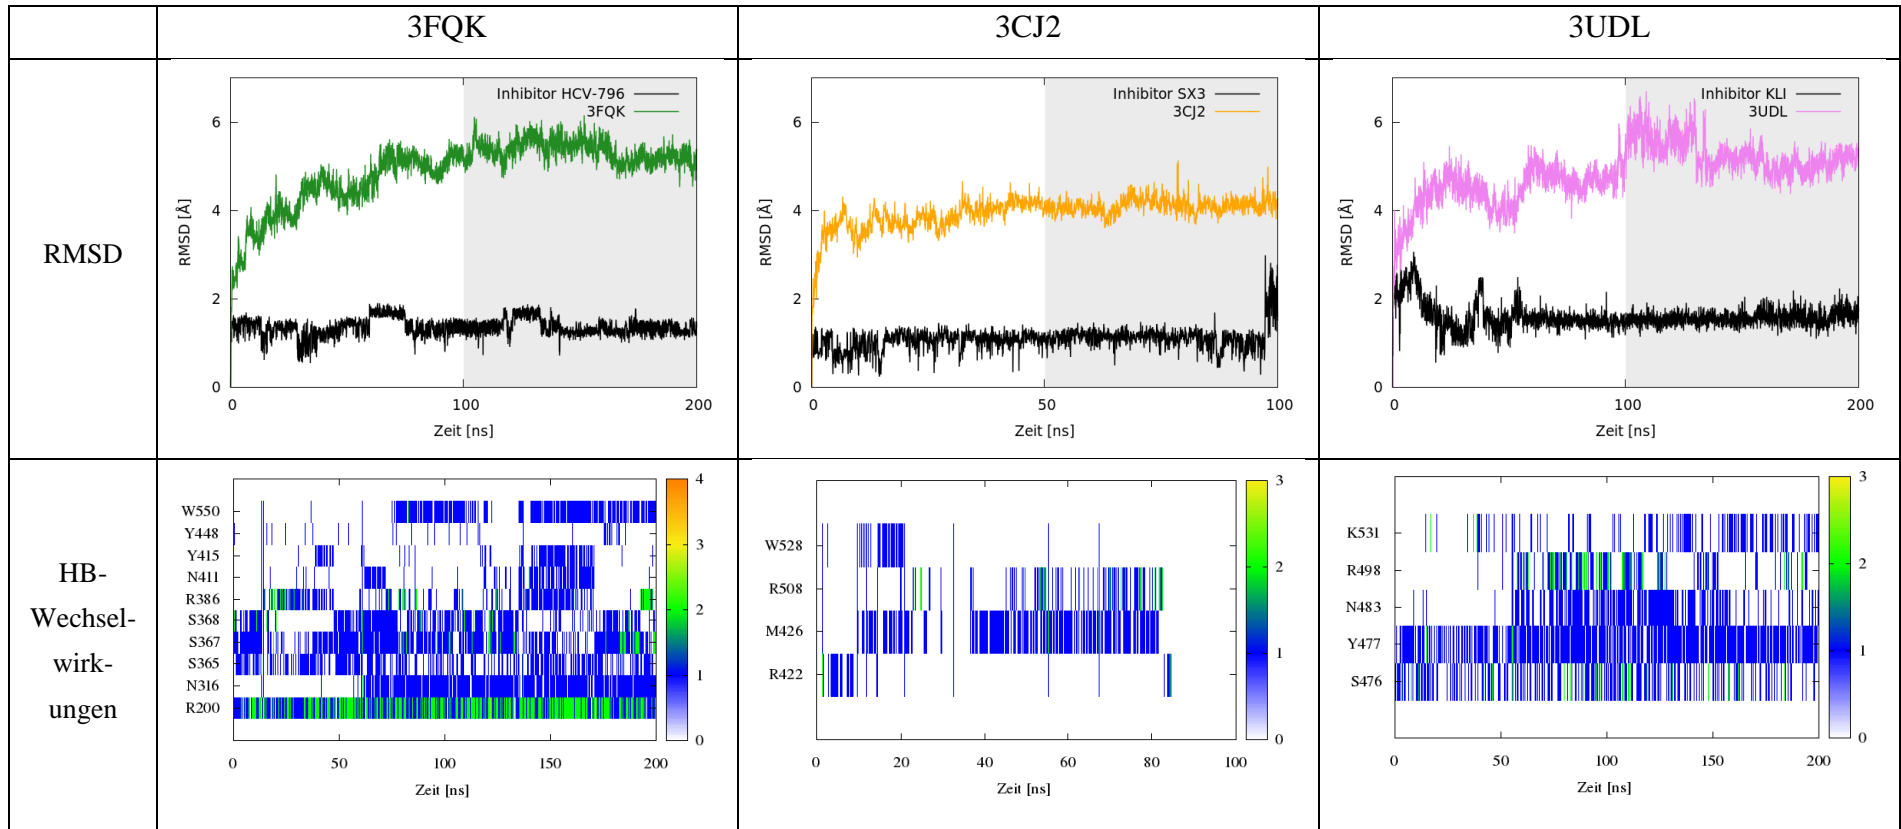 3FQK
3CJ2
3UDL
RMSD
Inhibitor HCV-796
3FQK
RMSD [Å]
6
4
2
0
0 100 200
Zeit [ns]
Inhibitor SX3
3CJ2
RMSD [Å]
6
4
2
0
0 50 100
Zeit [ns]
Inhibitor KLI
3UDL
RMSD [Å]
6
4
2
0
0 100 200
Zeit [ns]
HB-
Wechsel-
wirk-
ungen
W550
Y448
Y415
N411
R386
S368
S367
S365
N316
R200
4
3
2
1
0
0 50 100 150 200
Zeit [ns]
W528
R508
M426
R422
3
2
1
0
0 20 40 60 80 100
Zeit [ns]
K531
R498
N483
Y477
S476
3
2
1
0
0 50 100 150 200
Zeit [ns]